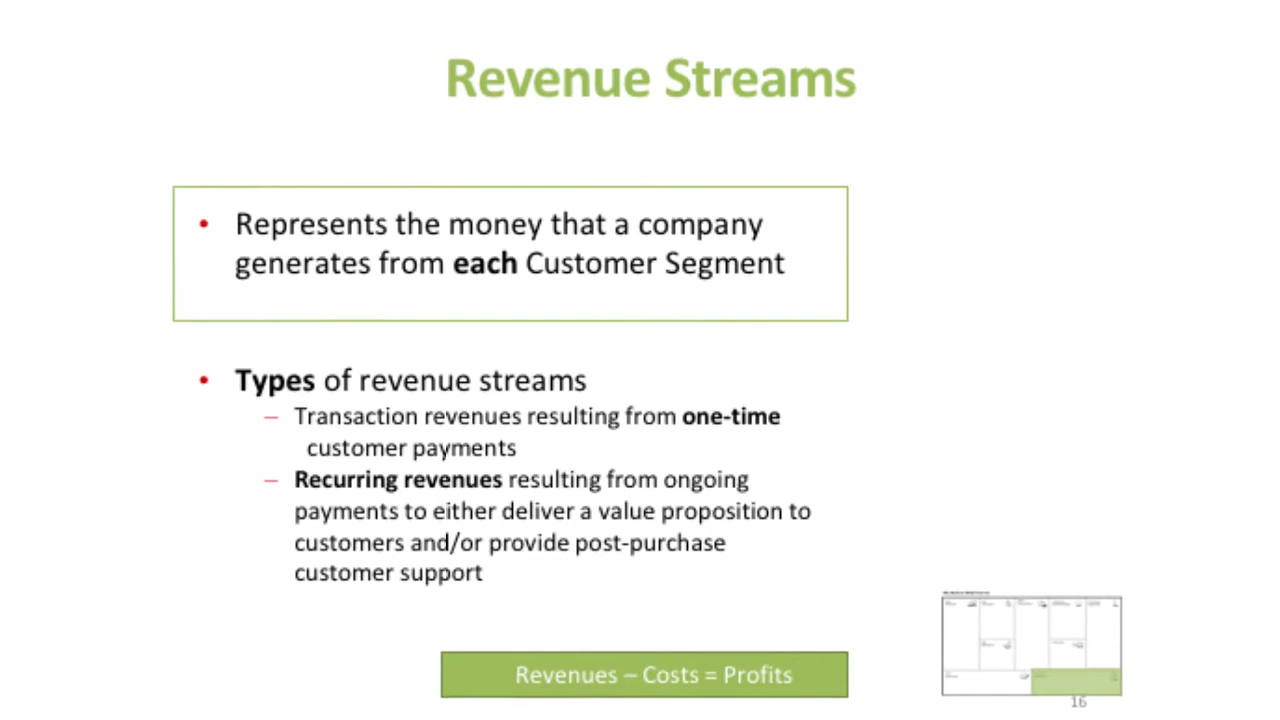 Revenue Streams
• Represents the money that a company
generates from each Customer Segment
• Types of revenue streams
– Transaction revenues resulting from one-time
customer payments
– Recurring revenues resulting from ongoing
payments to either deliver a value proposition to
customers and/or provide post-purchase
customer support
Revenues – Costs = Profits
16